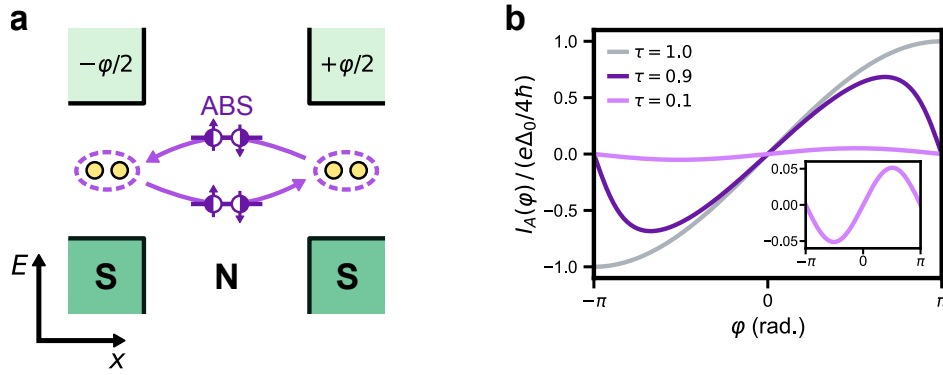 a
−φ/2
+φ/2
ABS
E
S
N
S
x
b
I_A(φ) / (eΔ₀/4ħ)
1.0
0.5
0.0
−0.5
−1.0
τ = 1.0
τ = 0.9
τ = 0.1
0.05
0.00
−0.05
−π
0
π
−π
0
π
φ (rad.)